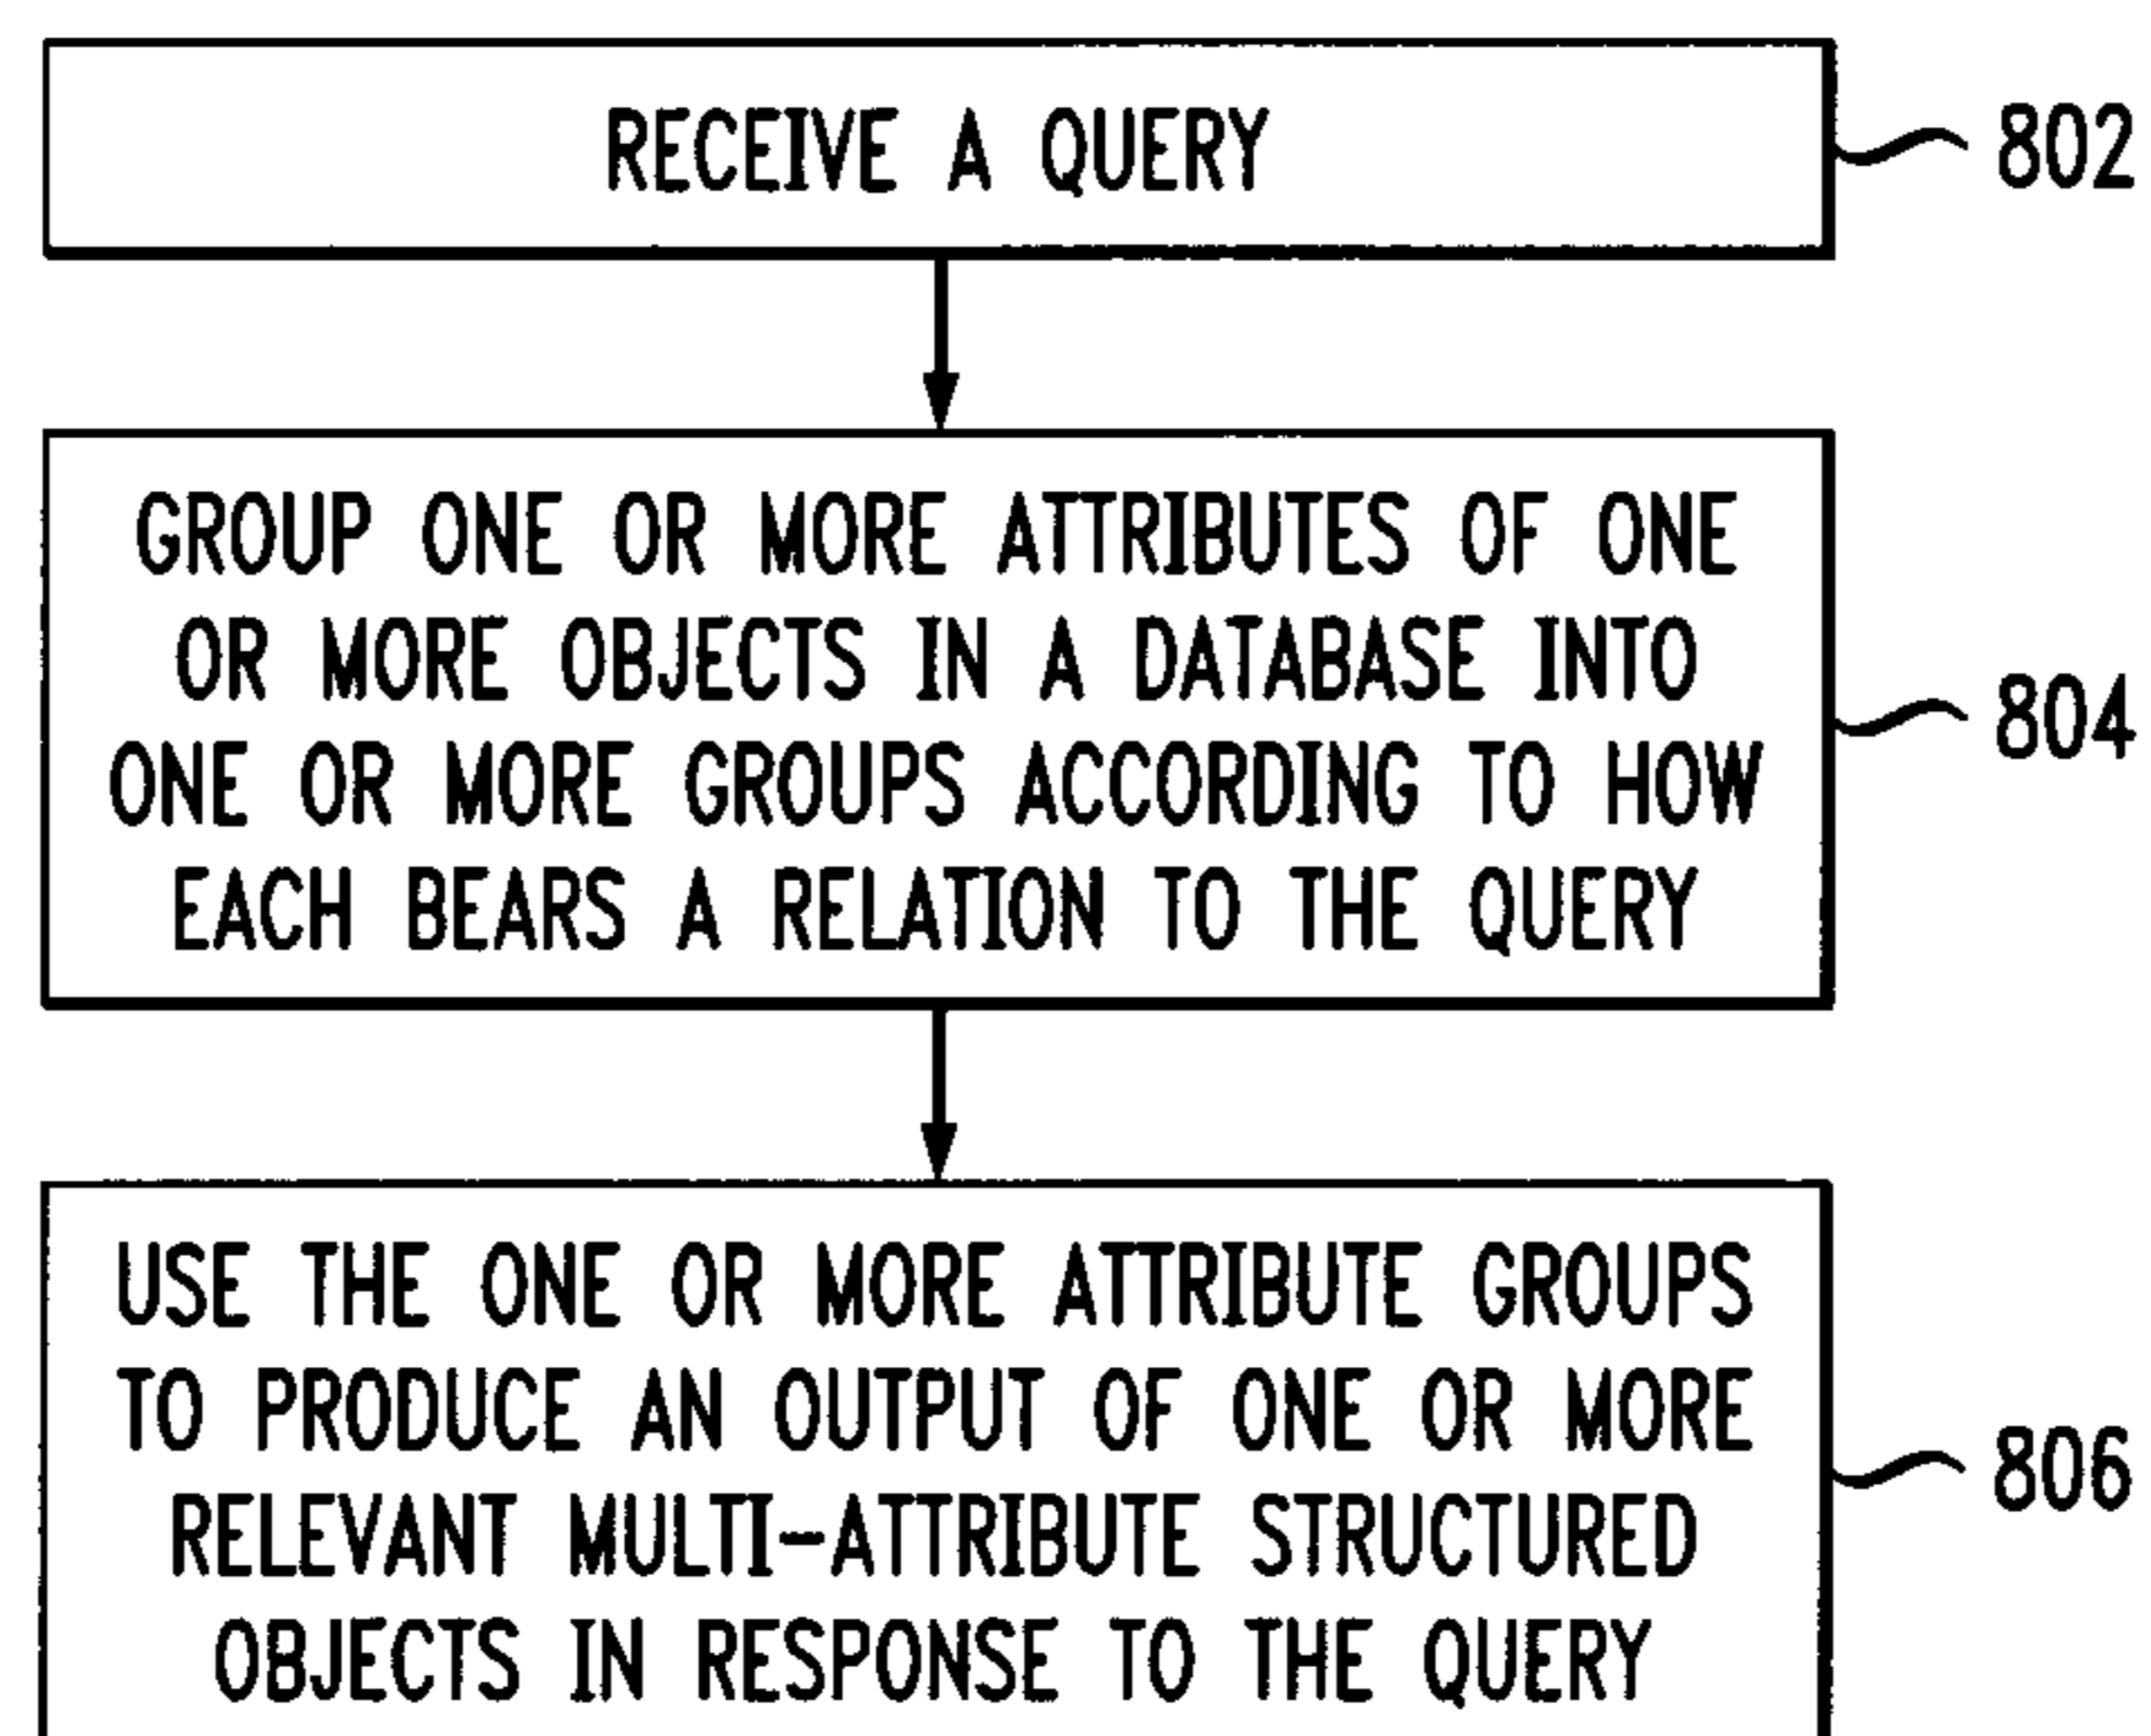 RECEIVE A QUERY
802
GROUP ONE OR MORE ATTRIBUTES OF ONE
OR MORE OBJECTS IN A DATABASE INTO
ONE OR MORE GROUPS ACCORDING TO HOW
EACH BEARS A RELATION TO THE QUERY
804
USE THE ONE OR MORE ATTRIBUTE GROUPS
TO PRODUCE AN OUTPUT OF ONE OR MORE
RELEVANT MULTI-ATTRIBUTE STRUCTURED
OBJECTS IN RESPONSE TO THE QUERY
806